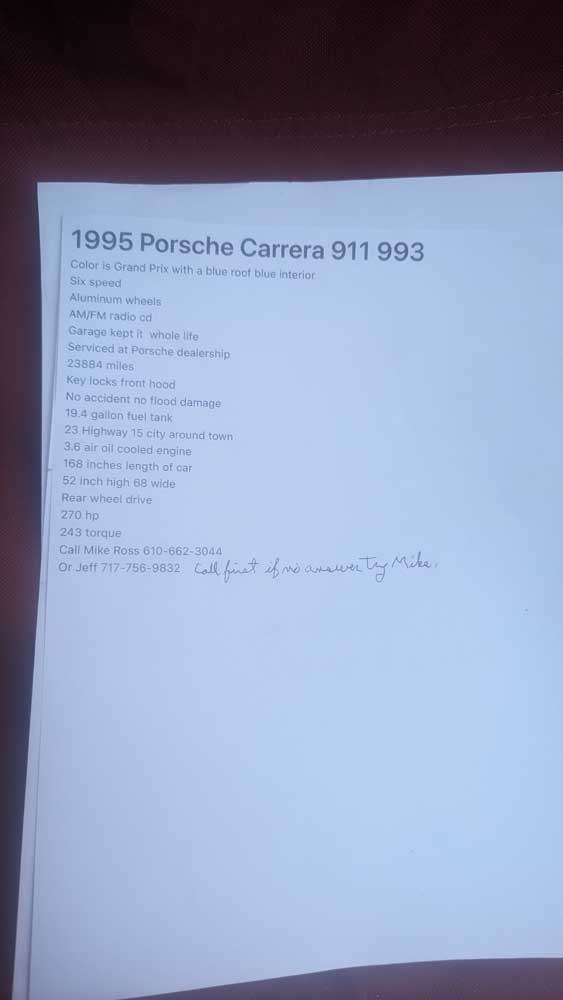 1995 Porsche Carrera 911 993
Color is Grand Prix with a blue roof blue interior
Six speed
Aluminum wheels
AM/FM radio cd
Garage kept it whole life
Serviced at Porsche dealership
23884 miles
Key locks front hood
No accident no flood damage
19.4 gallon fuel tank
23 Highway 15 city around town
3.6 air oil cooled engine
168 inches length of car
52 inch high 68 wide
Rear wheel drive
270 hp
243 torque
Call Mike Ross 610-662-3044
Or Jeff 717-756-9832 Call first if no answer Try Mike.